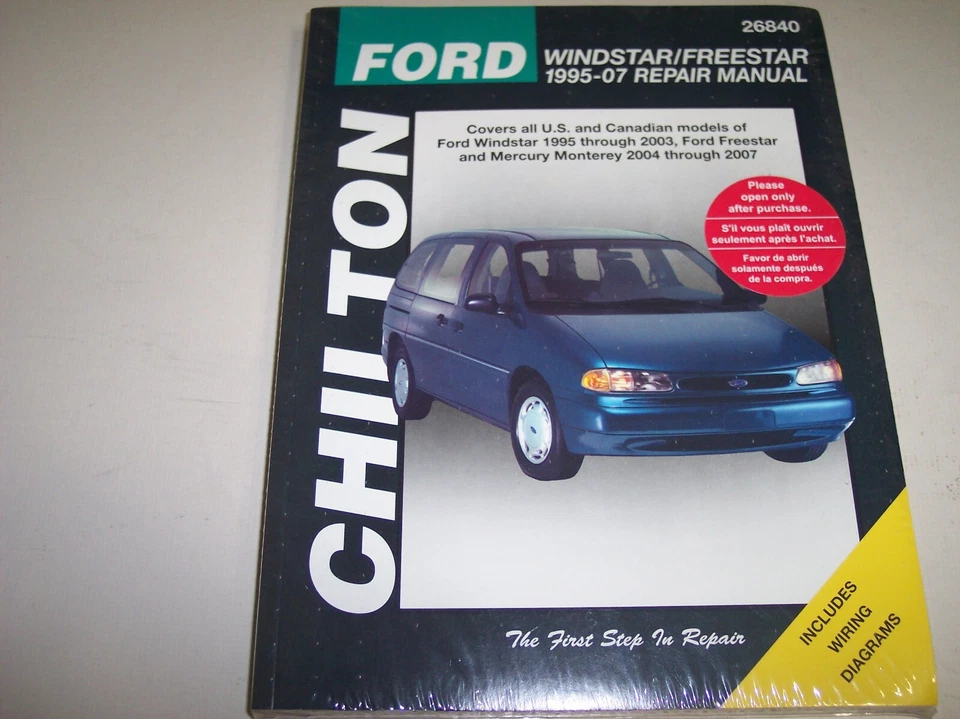 26840
FORD
WINDSTAR/FREESTAR
1995-07 REPAIR MANUAL
CHILTON
Covers all U.S. and Canadian models of
Ford Windstar 1995 through 2003, Ford Freestar
and Mercury Monterey 2004 through 2007
Please
open only
after purchase.
S'il vous plaît ouvrir
seulement après l'achat.
Favor de abrir
solamente después
de la compra.
The First Step In Repair
INCLUDES
WIRING
DIAGRAMS